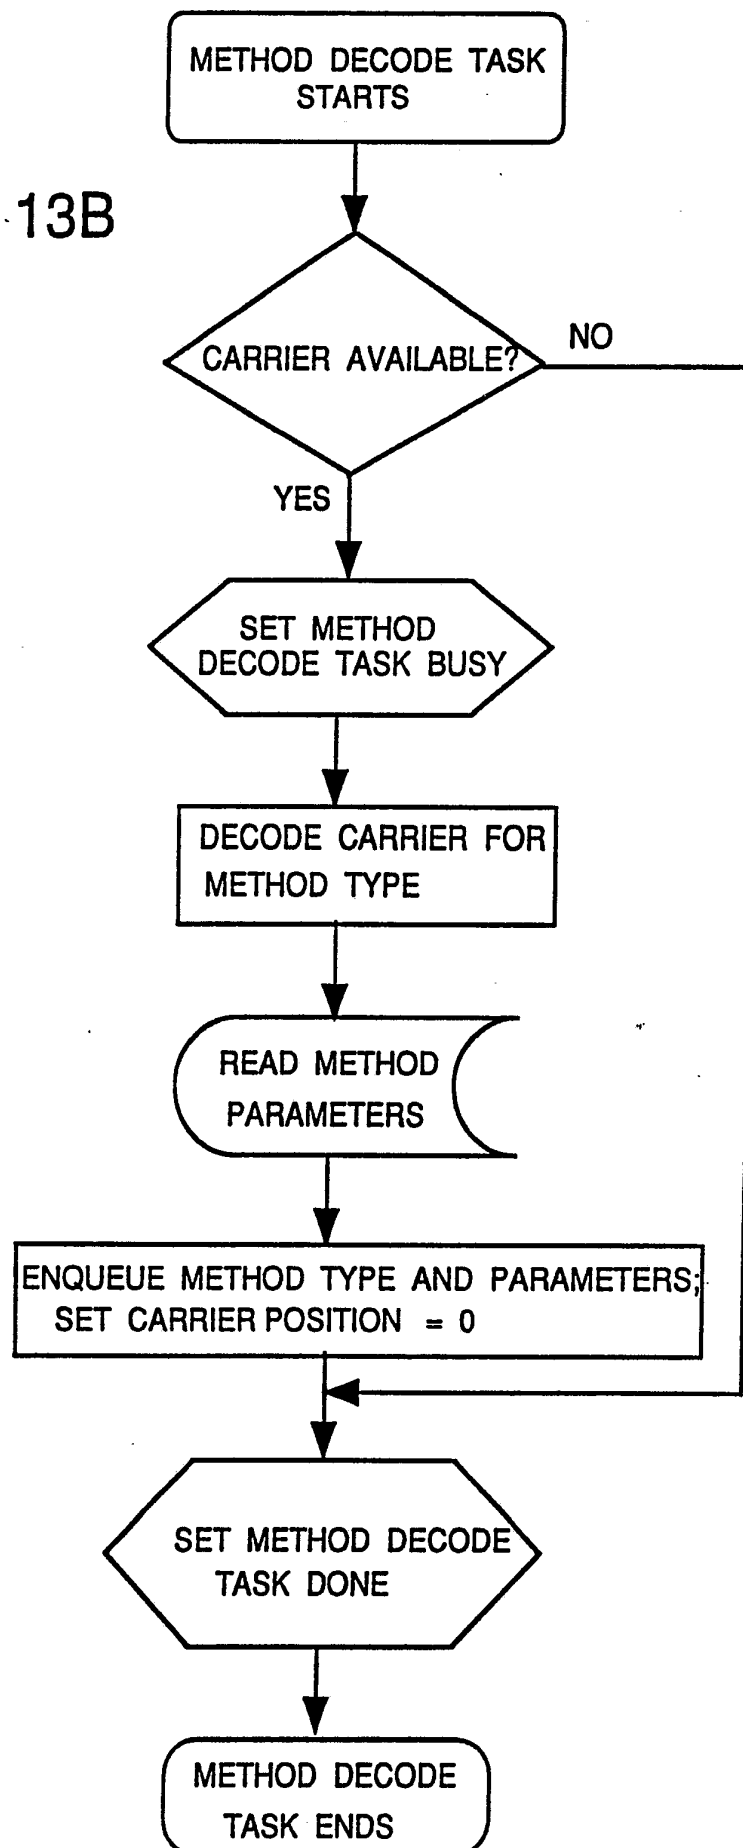 METHOD DECODE TASK
STARTS
13B
CARRIER AVAILABLE?
NO
YES
SET METHOD
DECODE TASK BUSY
DECODE CARRIER FOR
METHOD TYPE
READ METHOD
PARAMETERS
ENQUEUE METHOD TYPE AND PARAMETERS;
SET CARRIER POSITION = 0
SET METHOD DECODE
TASK DONE
METHOD DECODE
TASK ENDS